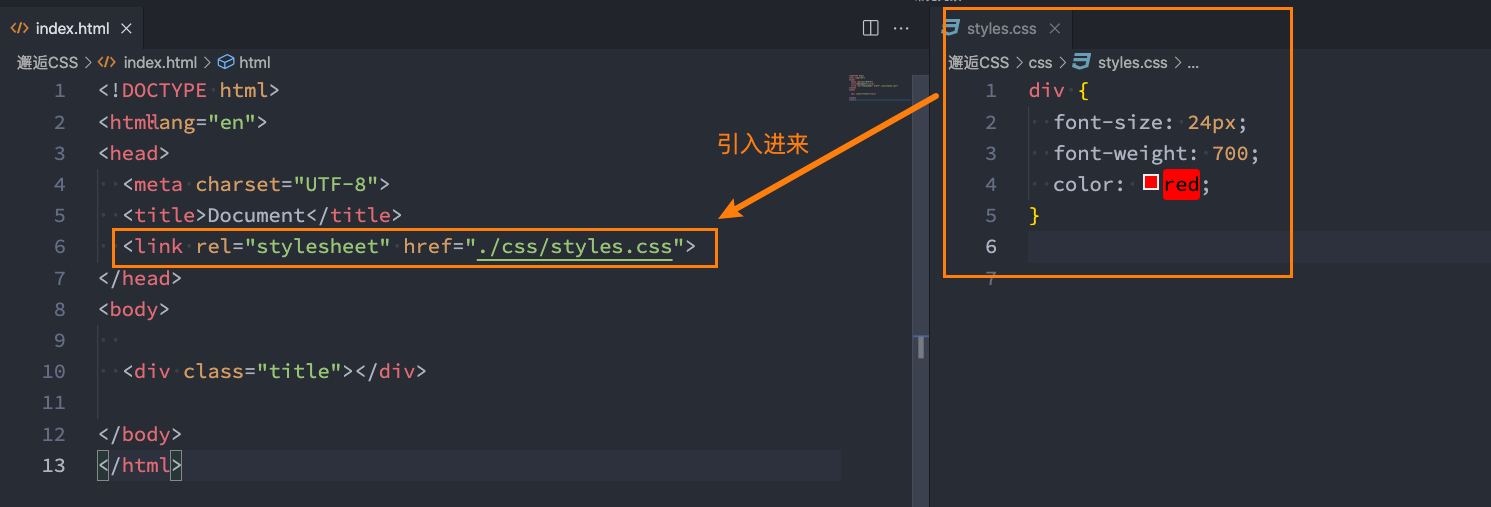 index.html
邂逅CSS > index.html > html
1 <!DOCTYPE html>
2 <html lang="en">
3 <head>
4 <meta charset="UTF-8">
5 <title>Document</title>
6 <link rel="stylesheet" href="./css/styles.css">
7 </head>
8 <body>
9
10 <div class="title"></div>
11
12 </body>
13 </html>
引入进来
styles.css
邂逅CSS > css > styles.css > ...
1 div {
2 font-size: 24px;
3 font-weight: 700;
4 color: red;
5 }
6
7